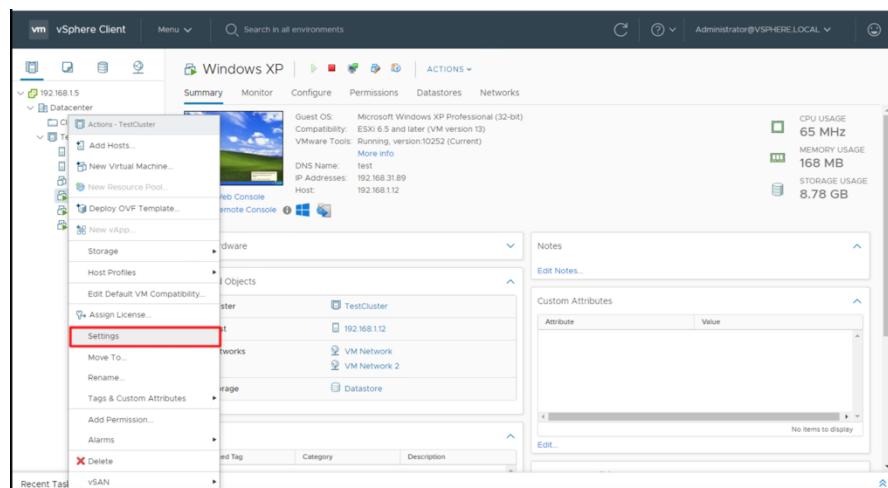 vm vSphere Client Menu Search in all environments Administrator@VSPHERE.LOCAL
192.168.1.5
Datacenter
Cl
Te
Windows XP ACTIONS
Summary Monitor Configure Permissions Datastores Networks
Guest OS: Microsoft Windows XP Professional (32-bit)
Compatibility: ESXi 6.5 and later (VM version 13)
VMware Tools: Running, version:10252 (Current)
More info
DNS Name: test
IP Addresses: 192.168.31.89
Host: 192.168.1.12
Web Console
emote Console
CPU USAGE
65 MHz
MEMORY USAGE
168 MB
STORAGE USAGE
8.78 GB
Actions - TestCluster
Add Hosts...
New Virtual Machine...
New Resource Pool...
Deploy OVF Template...
New vApp...
Storage
Host Profiles
Edit Default VM Compatibility...
Assign License...
Settings
Move To...
Rename...
Tags & Custom Attributes
Add Permission...
Alarms
Delete
vSAN
dware
d Objects
ster TestCluster
st 192.168.1.12
tworks VM Network
VM Network 2
rage Datastore
ed Tag Category Description
Notes
Edit Notes...
Custom Attributes
Attribute Value
No items to display
Edit...
Recent Tas